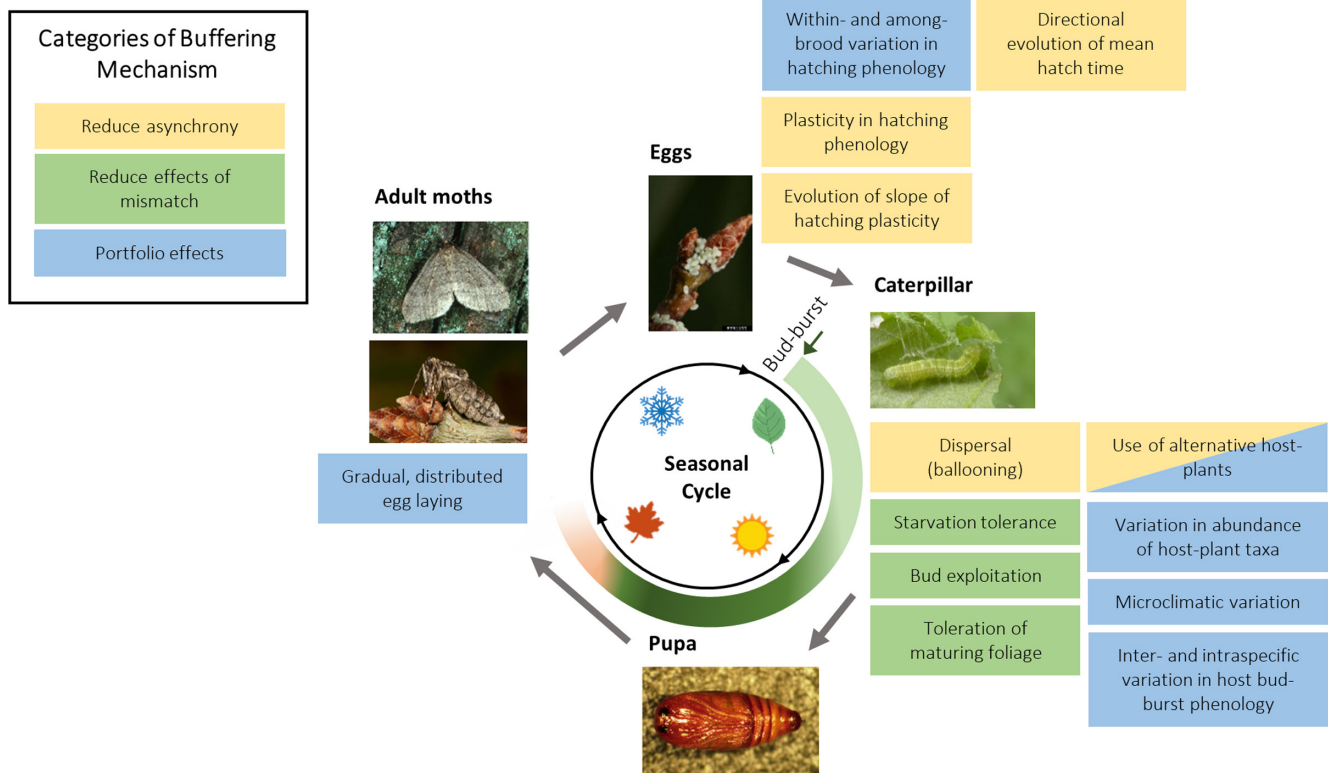 Categories of Buffering
Mechanism
Reduce asynchrony
Reduce effects of
mismatch
Portfolio effects
Within- and among-
brood variation in
hatching phenology
Directional
evolution of mean
hatch time
Plasticity in hatching
phenology
Evolution of slope of
hatching plasticity
Eggs
Adult moths
Gradual, distributed
egg laying
Caterpillar
Bud-burst
Seasonal
Cycle
Dispersal
(ballooning)
Use of alternative host-
plants
Starvation tolerance
Variation in abundance
of host-plant taxa
Bud exploitation
Microclimatic variation
Toleration of
maturing foliage
Inter- and intraspecific
variation in host bud-
burst phenology
Pupa